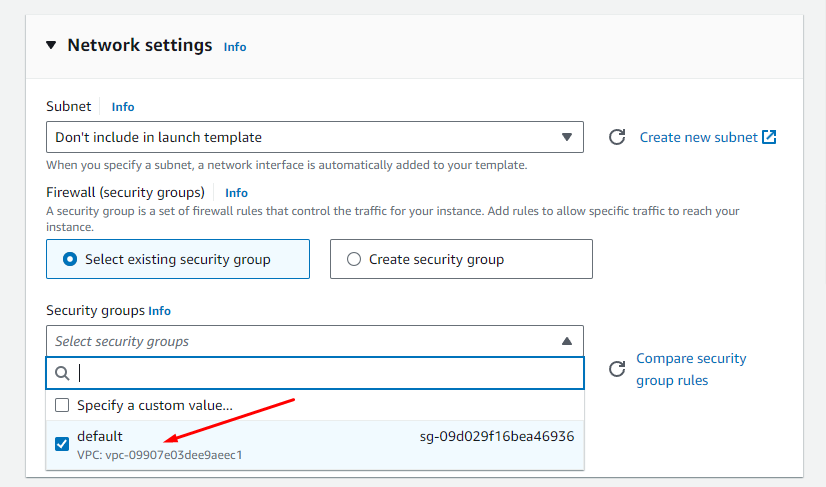 Network settings Info
Subnet Info
Don't include in launch template
Create new subnet
When you specify a subnet, a network interface is automatically added to your template.
Firewall (security groups) Info
A security group is a set of firewall rules that control the traffic for your instance. Add rules to allow specific traffic to reach your
instance.
Select existing security group
Create security group
Security groups Info
Select security groups
Compare security
group rules
Specify a custom value...
default sg-09d029f16bea46936
VPC: vpc-09907e03dee9aeec1